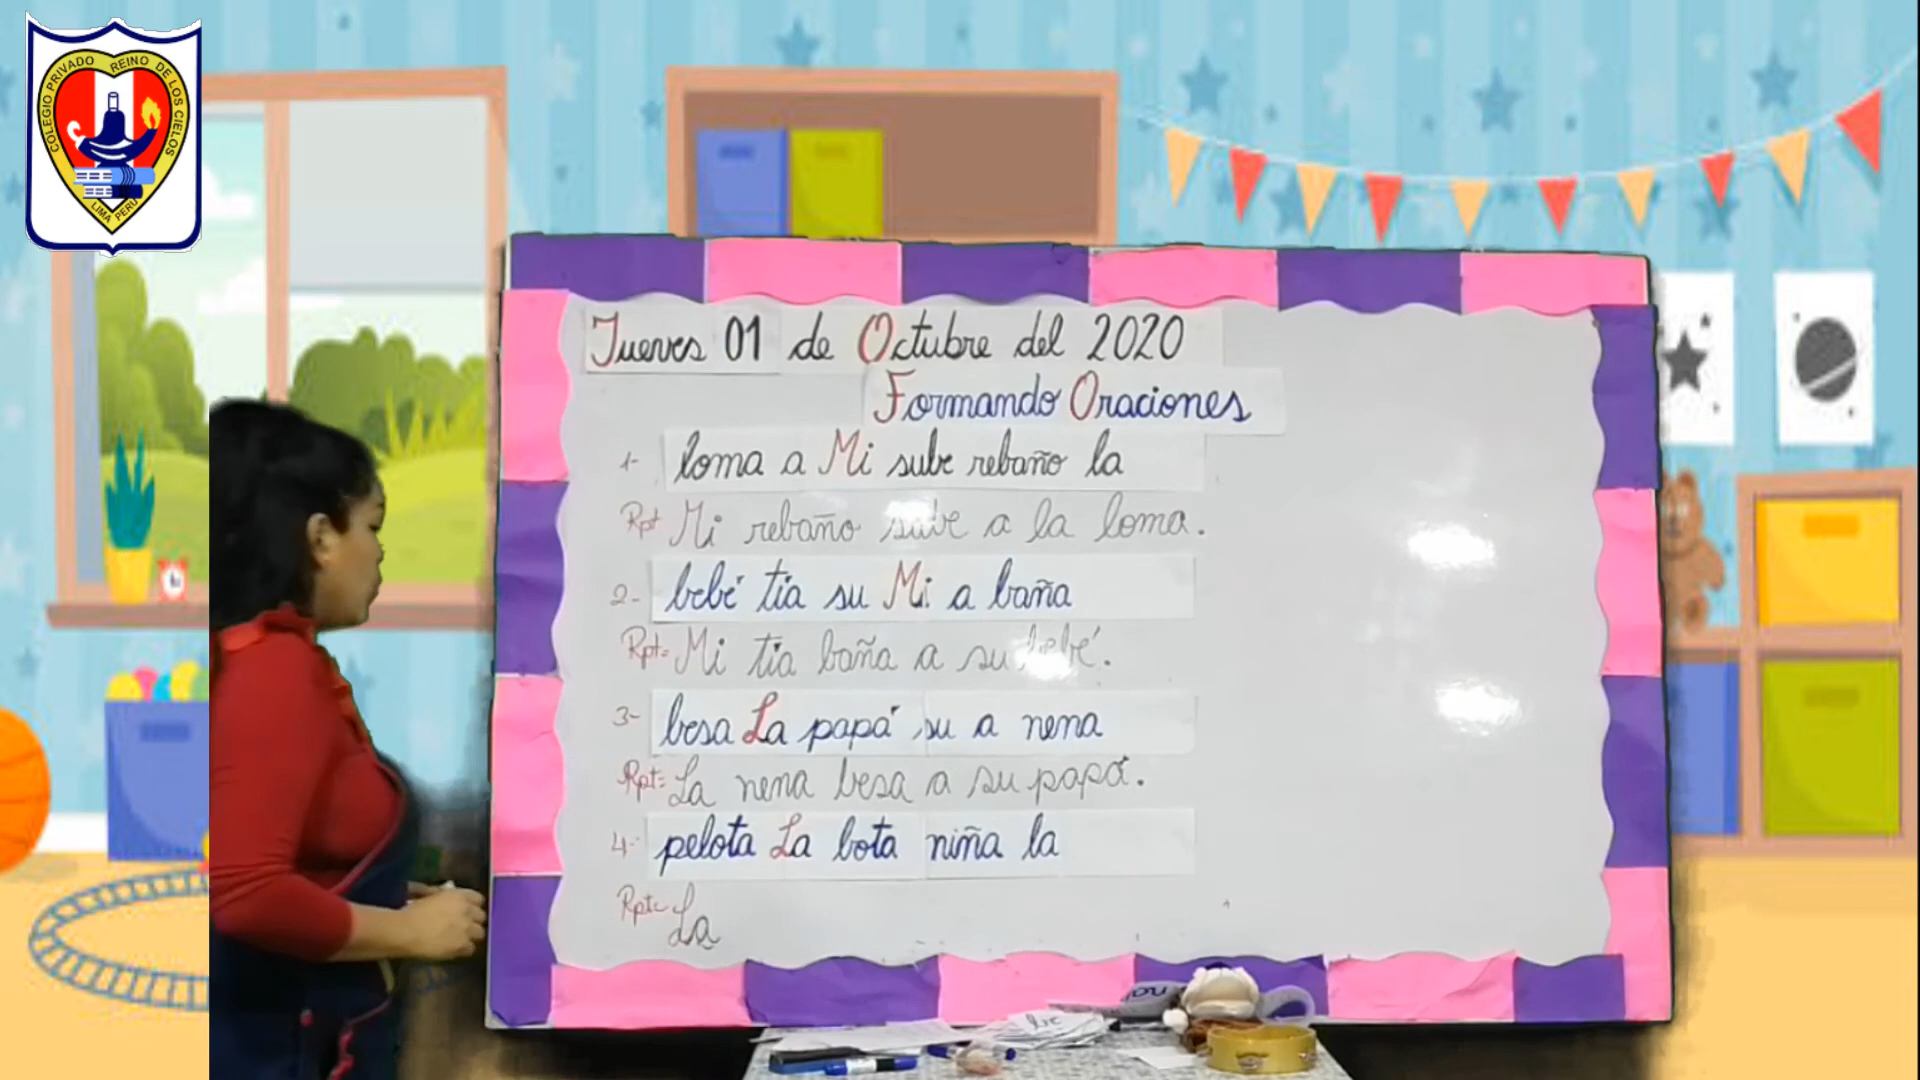 COLEGIO PRIVADO REINO DE LOS CIELOS
LIMA PERÚ
Jueves 01 de Octubre del 2020
Formando Oraciones
1- loma a Mi sube rebaño la
Rpt Mi rebaño sube a la loma.
2- bebé tía su Mi a baña
Rpt= Mi tía baña a su bebé.
3- besa La papá su a nena
Rpt= La nena besa a su papá.
4- pelota La bota niña la
Rpt= La
be